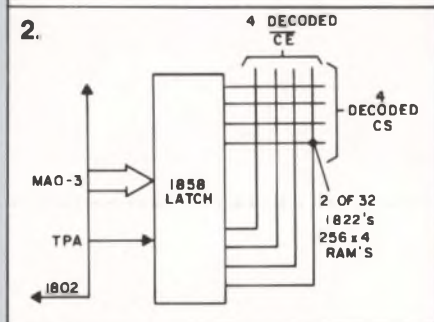 2.
4 DECODED
CE
4
DECODED
CS
MAO-3
1858
LATCH
TPA
2 OF 32
1822's
256 x 4
RAM'S
1802